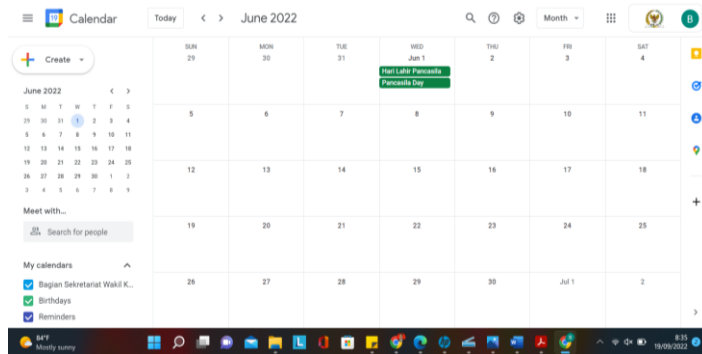 19 Calendar Today < > June 2022 Month B
Create
June 2022 < >
S M T W T F S
29 30 31 1 2 3 4
5 6 7 8 9 10 11
12 13 14 15 16 17 18
19 20 21 22 23 24 25
26 27 28 29 30 1 2
3 4 5 6 7 8 9
Meet with...
Search for people
My calendars
Bagian Sekretariat Wakil K...
Birthdays
Reminders
SUN MON TUE WED THU FRI SAT
29 30 31 Jun 1 2 3 4
Hari Lahir Pancasila
Pancasila Day
5 6 7 8 9 10 11
12 13 14 15 16 17 18
19 20 21 22 23 24 25
26 27 28 29 30 Jul 1 2
84°F
Mostly sunny
8:35
19/09/2022